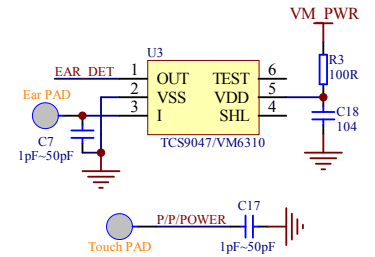 VM_PWR
U3
R3
100R
EAR_DET 1 OUT TEST 6
Ear PAD
2 VSS VDD 5
3 I SHL 4
C18
104
C7
1pF~50pF
TCS9047/VM6310
C17
P/P/POWER
Touch PAD
1pF~50pF